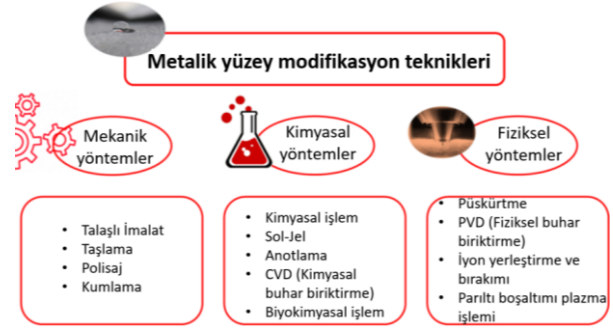 Metalik yüzey modifikasyon teknikleri
Mekanik
yöntemler
Kimyasal
yöntemler
Fiziksel
yöntemler
• Talaşlı İmalat
• Taşlama
• Polisaj
• Kumlama
• Kimyasal işlem
• Sol-Jel
• Anotlama
• CVD (Kimyasal
buhar biriktirme)
• Biyokimyasal işlem
• Püskürtme
• PVD (Fiziksel buhar
biriktirme)
• İyon yerleştirme ve
bırakımı
• Parıltı boşaltımı plazma
işlemi